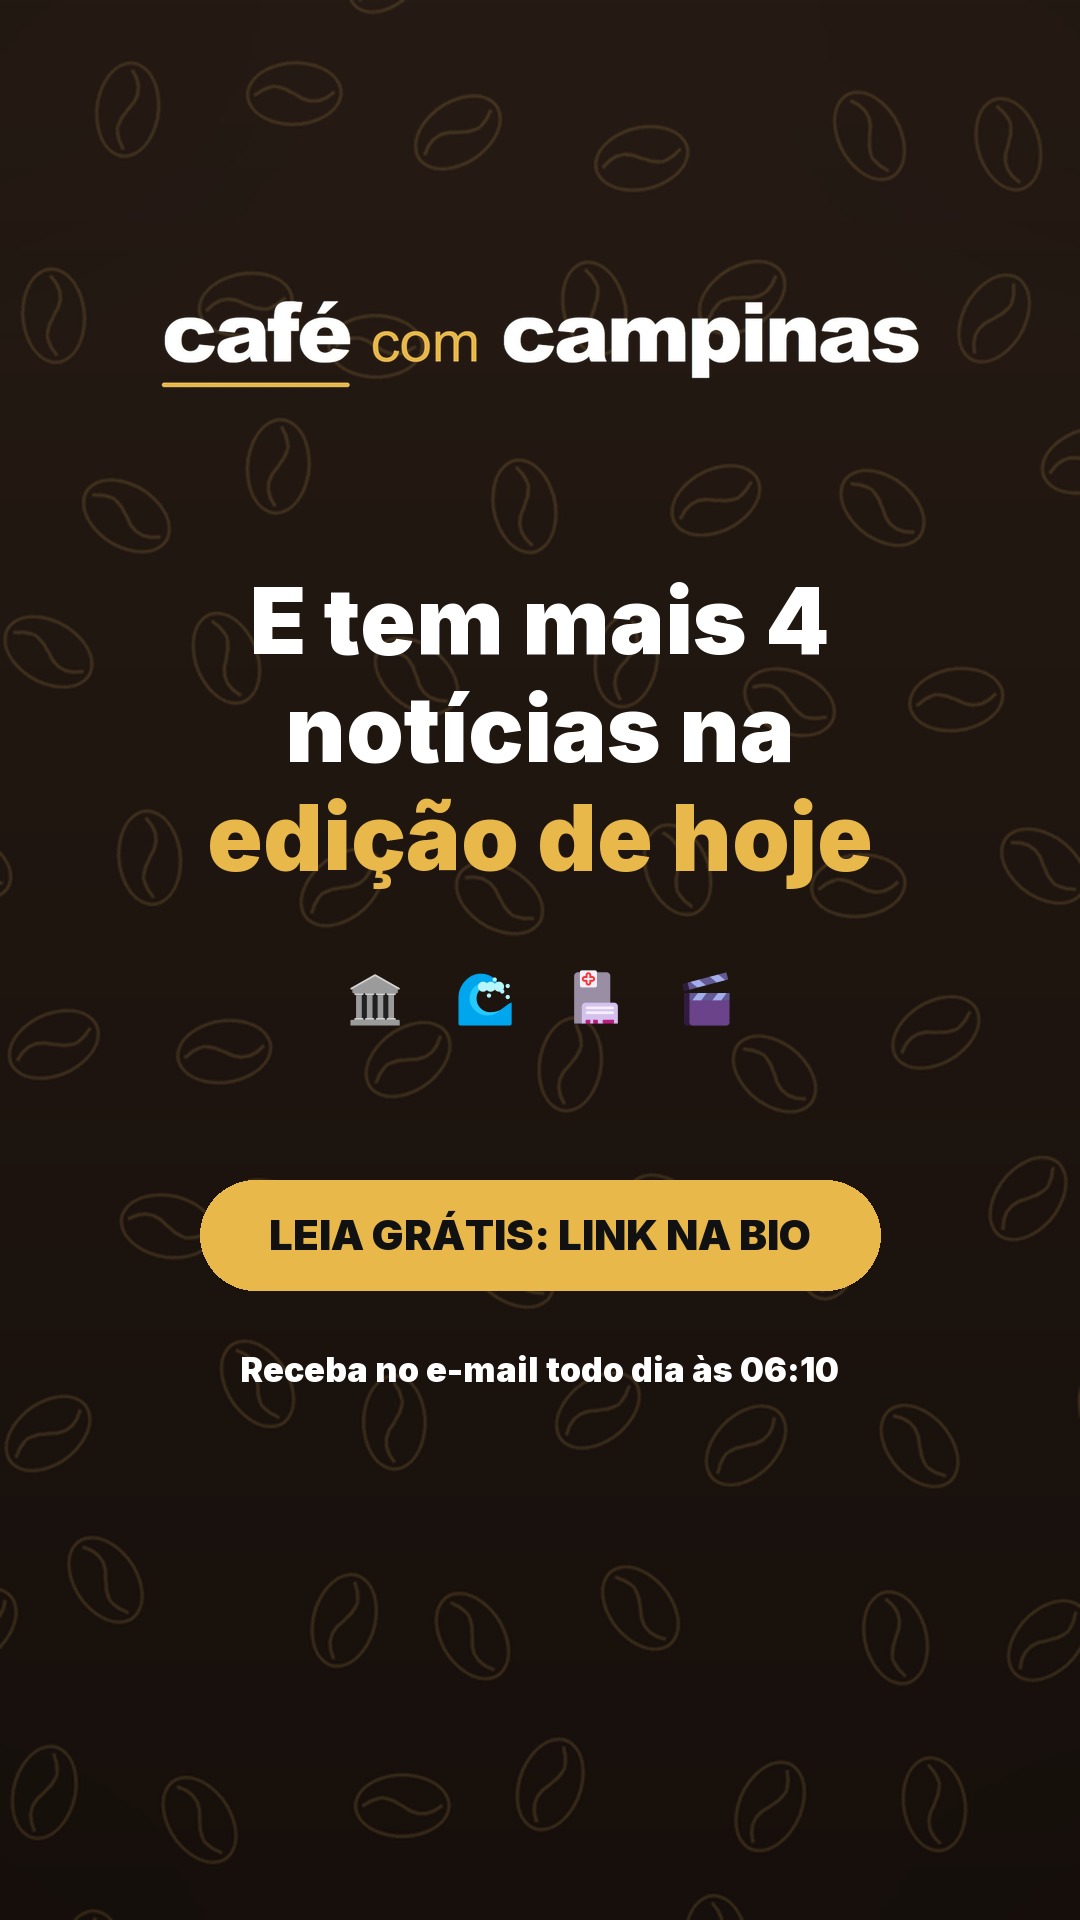 café com campinas
E tem mais 4
notícias na
edição de hoje
LEIA GRÁTIS: LINK NA BIO
Receba no e-mail todo dia às 06:10